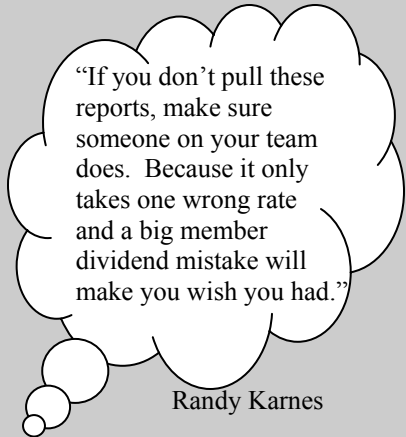 “If you don’t pull these
reports, make sure
someone on your team
does.  Because it only
takes one wrong rate
and a big member
dividend mistake will
make you wish you had.”
Randy Karnes